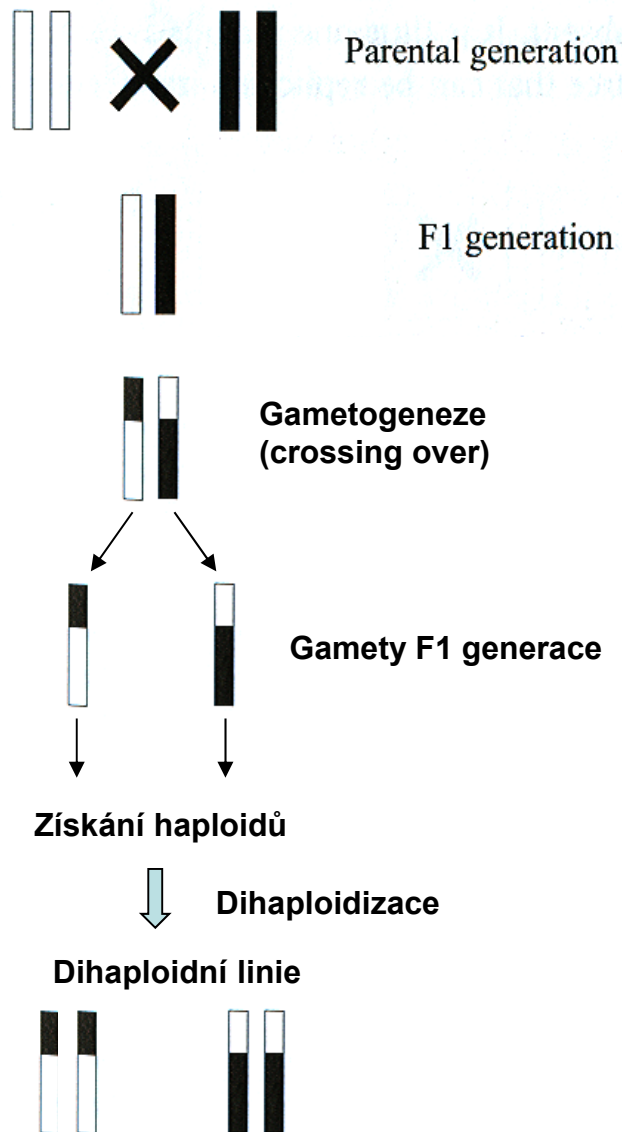 Parental generation
F1 generation
Gametogeneze
(crossing over)
Gamety F1 generace
Získání haploidů
Dihaploidizace
Dihaploidní linie